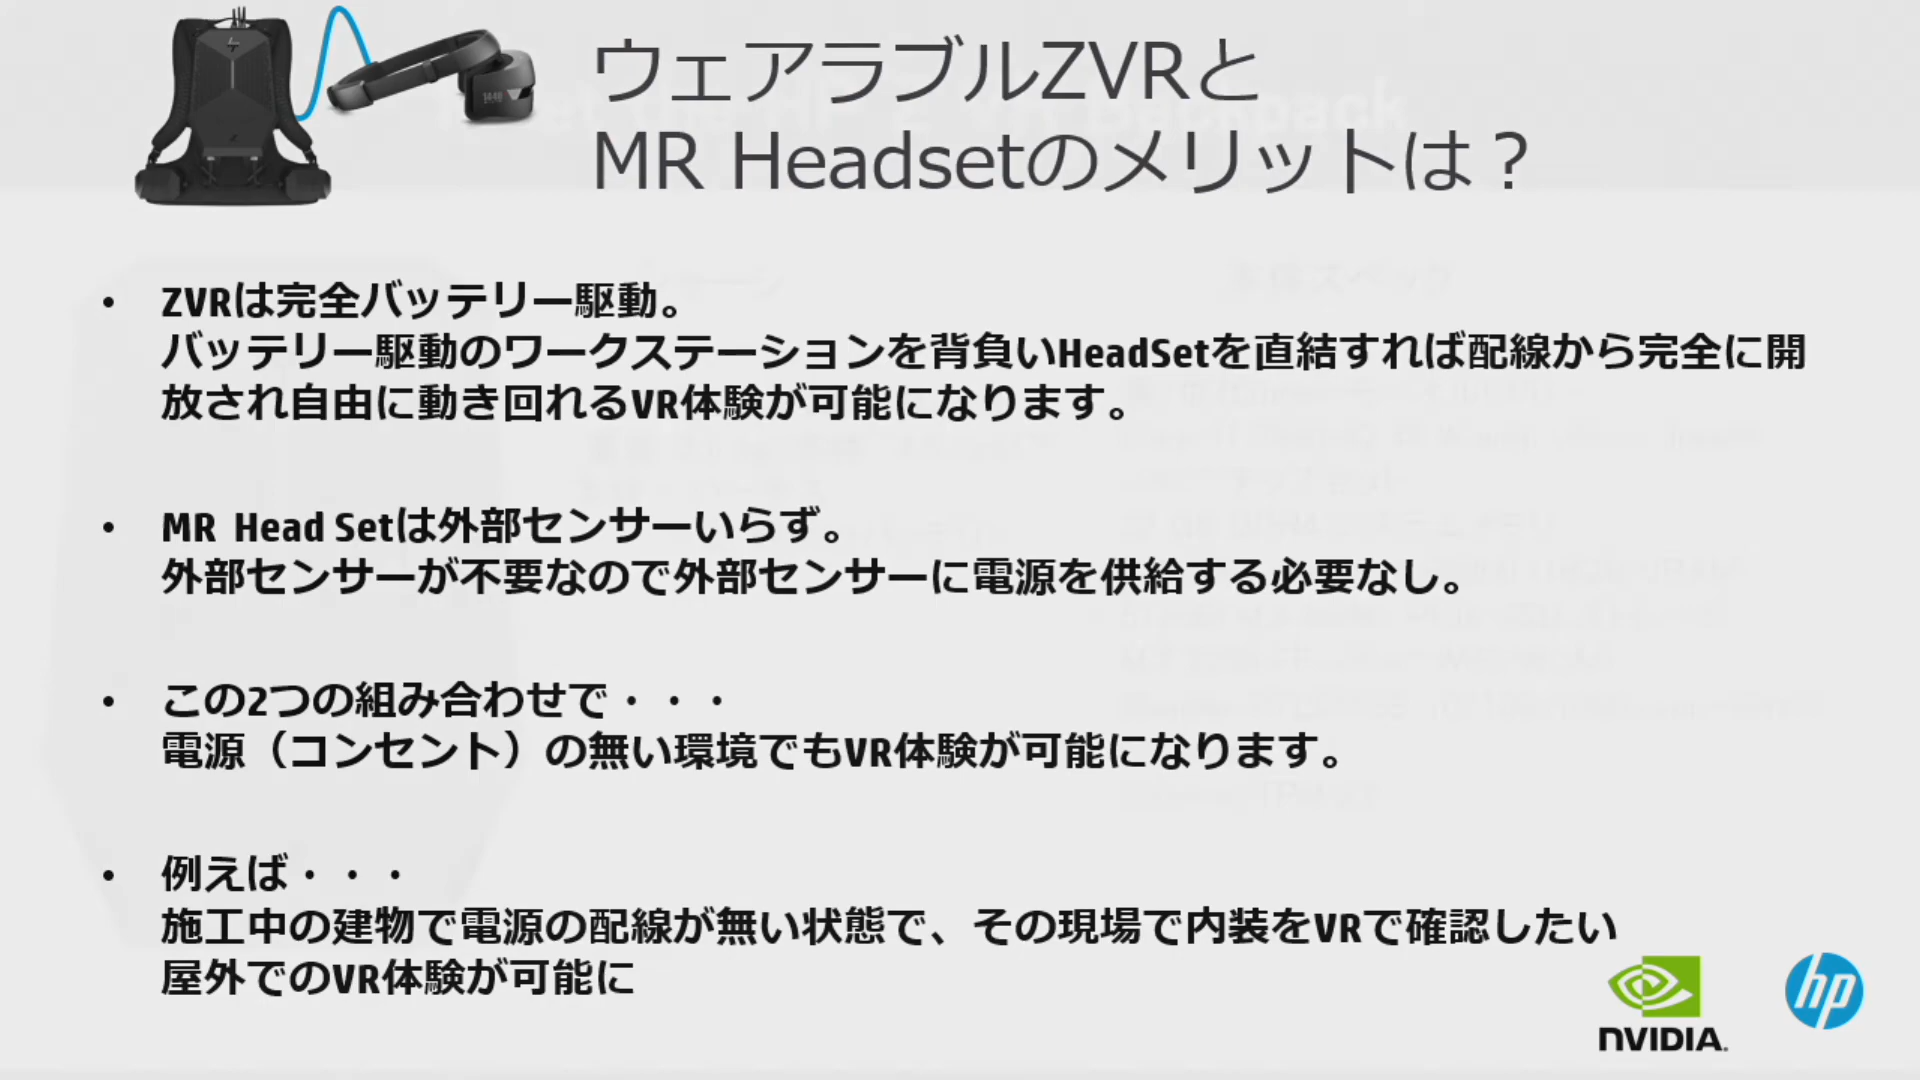 ウェアラブルZVRと
MR Headsetのメリットは？
• ZVRは完全バッテリー駆動。
バッテリー駆動のワークステーションを背負いHeadSetを直結すれば配線から完全に開
放され自由に動き回れるVR体験が可能になります。
• MR Head Setは外部センサーいらず。
外部センサーが不要なので外部センサーに電源を供給する必要なし。
• この2つの組み合わせで・・・
電源（コンセント）の無い環境でもVR体験が可能になります。
• 例えば・・・
施工中の建物で電源の配線が無い状態で、その現場で内装をVRで確認したい
屋外でのVR体験が可能に
NVIDIA.
hp